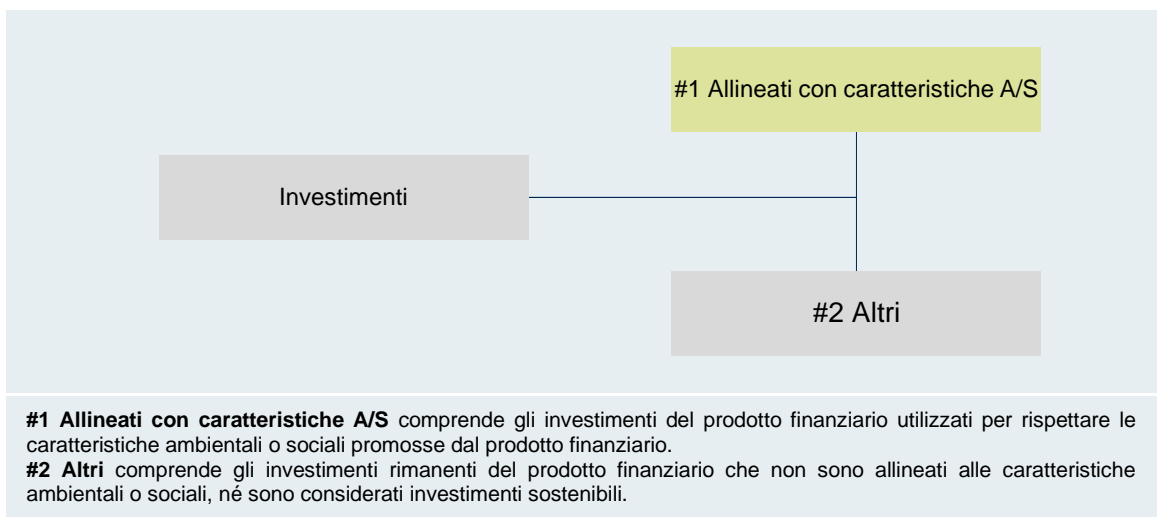 #1 Allineati con caratteristiche A/S
Investimenti
#2 Altri
#1 Allineati con caratteristiche A/S comprende gli investimenti del prodotto finanziario utilizzati per rispettare le
caratteristiche ambientali o sociali promosse dal prodotto finanziario.
#2 Altri comprende gli investimenti rimanenti del prodotto finanziario che non sono allineati alle caratteristiche
ambientali o sociali, né sono considerati investimenti sostenibili.